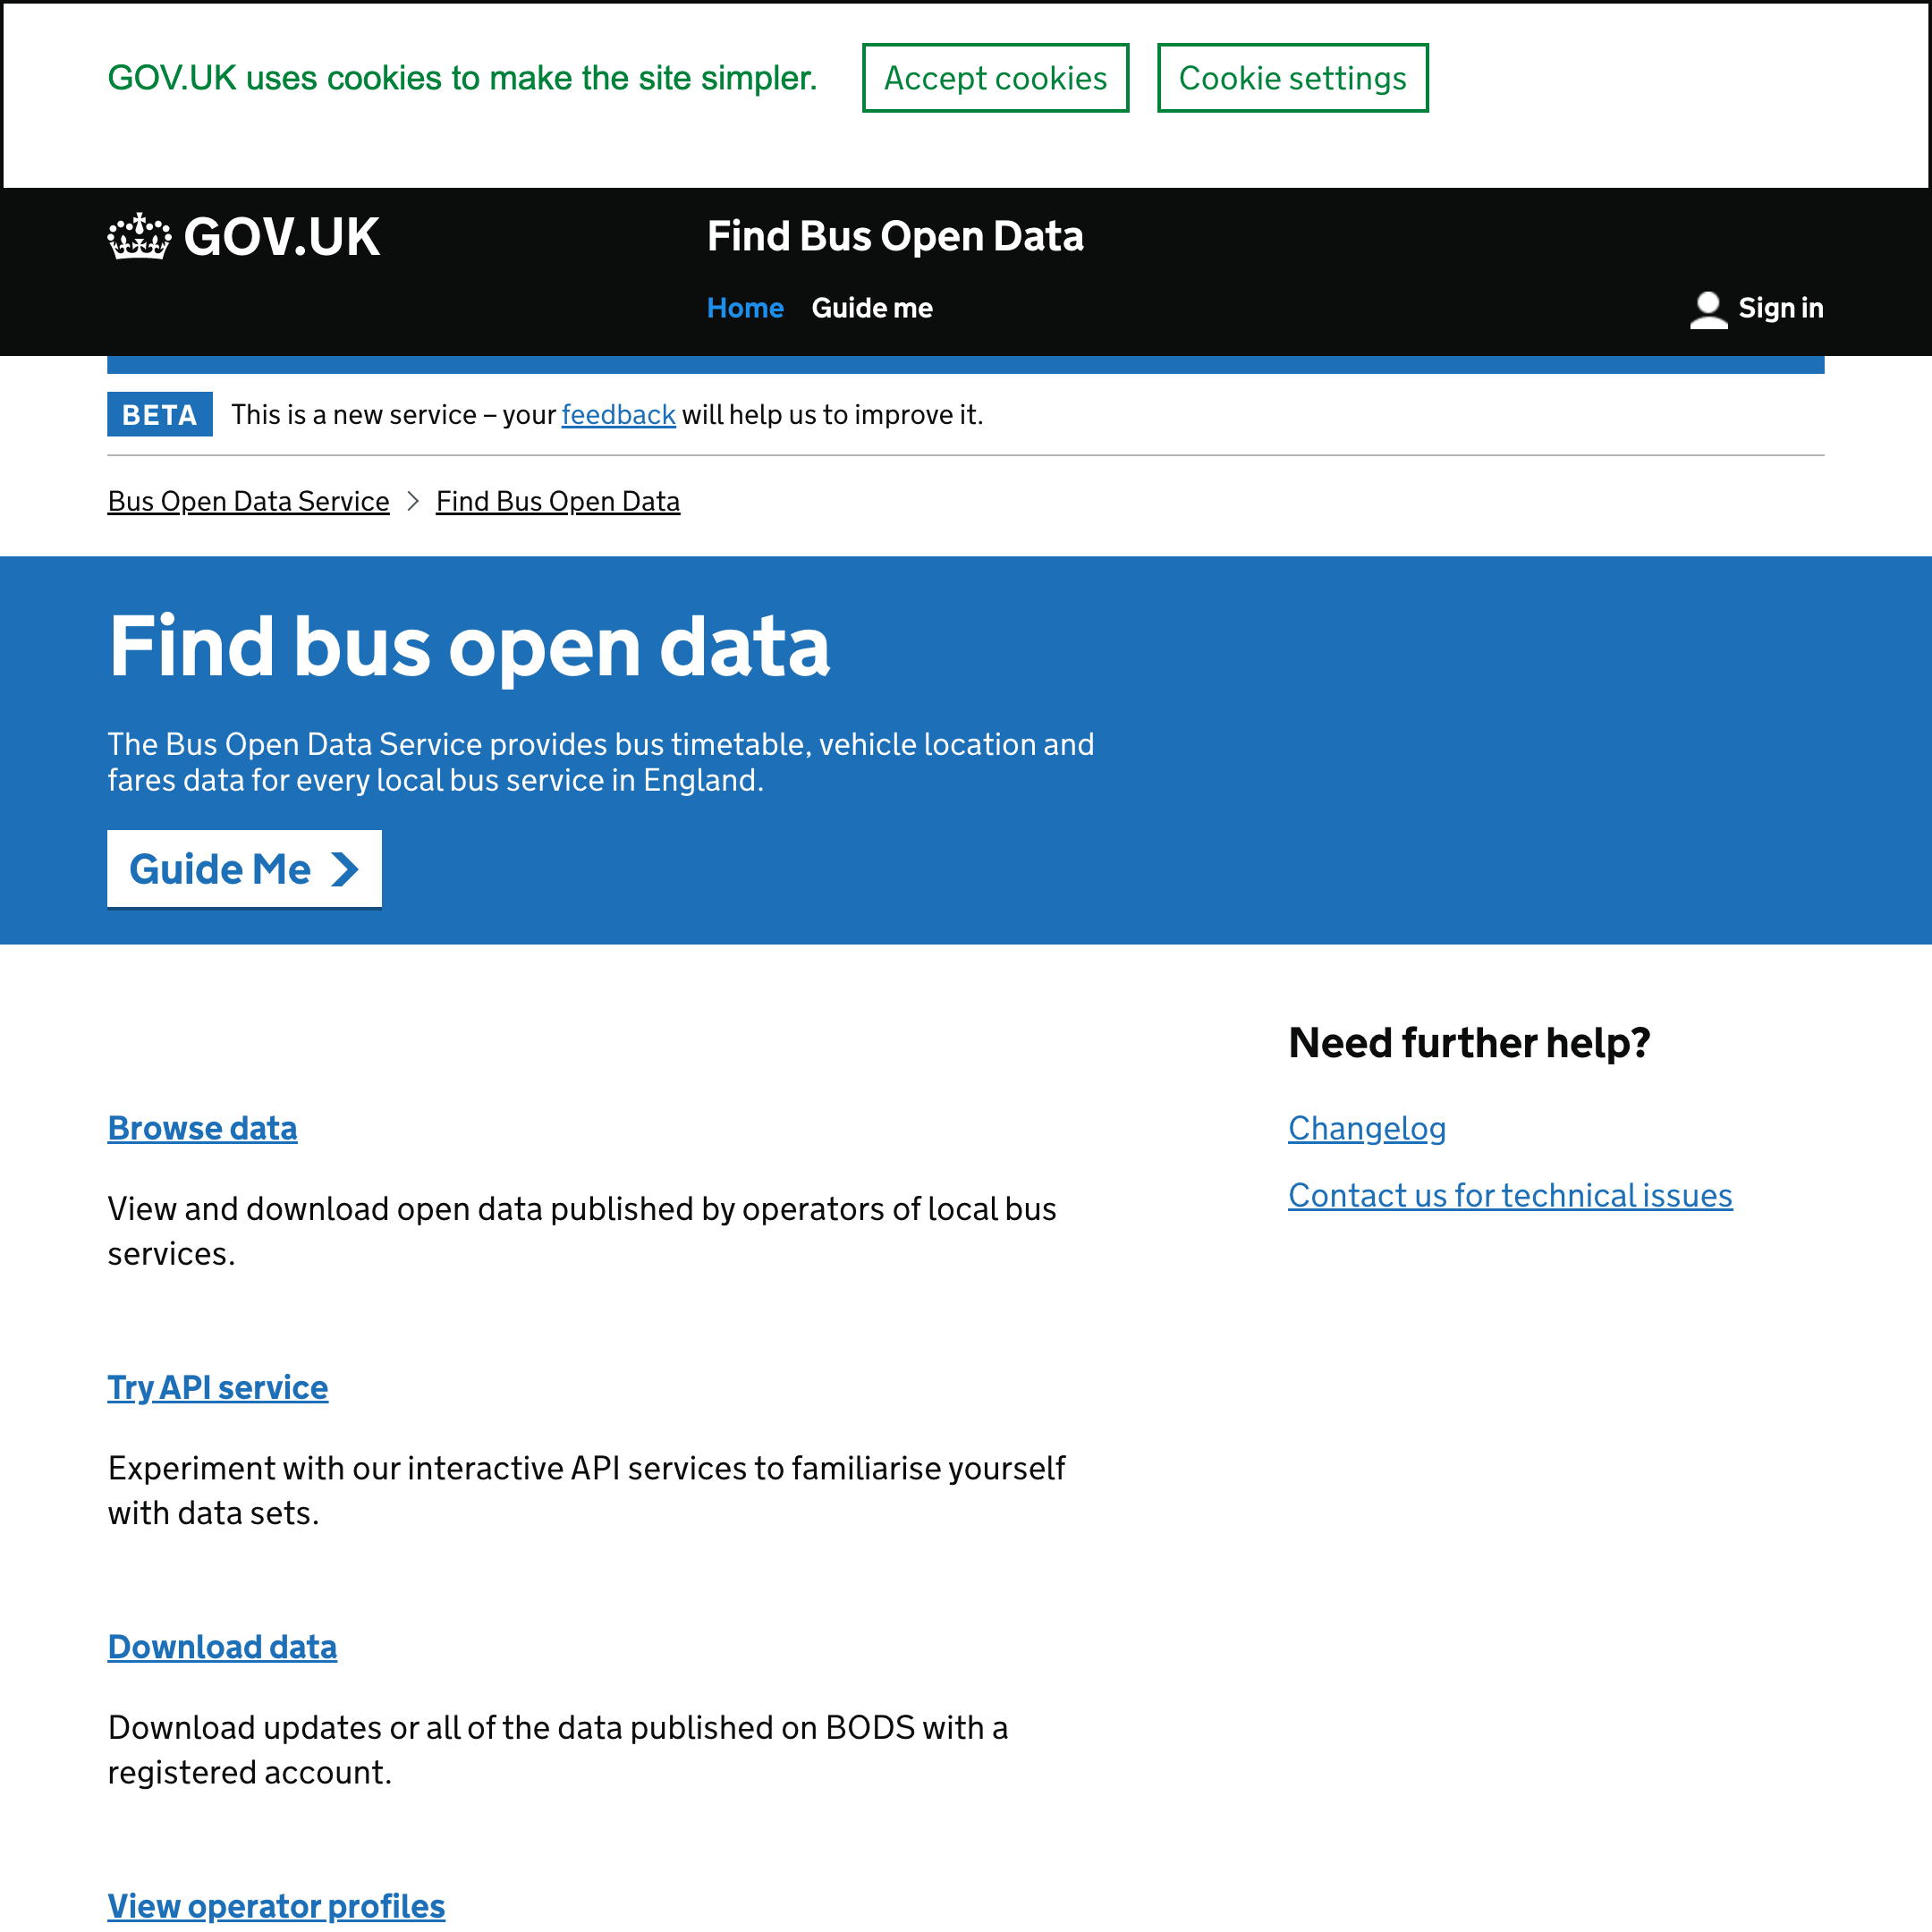 GOV.UK uses cookies to make the site simpler.
Accept cookies
Cookie settings
GOV.UK
Find Bus Open Data
Home
Guide me
Sign in
BETA
This is a new service – your feedback will help us to improve it.
Bus Open Data Service
Find Bus Open Data
Find bus open data
The Bus Open Data Service provides bus timetable, vehicle location and
fares data for every local bus service in England.
Guide Me
Browse data
View and download open data published by operators of local bus
services.
Try API service
Experiment with our interactive API services to familiarise yourself
with data sets.
Download data
Download updates or all of the data published on BODS with a
registered account.
View operator profiles
Need further help?
Changelog
Contact us for technical issues